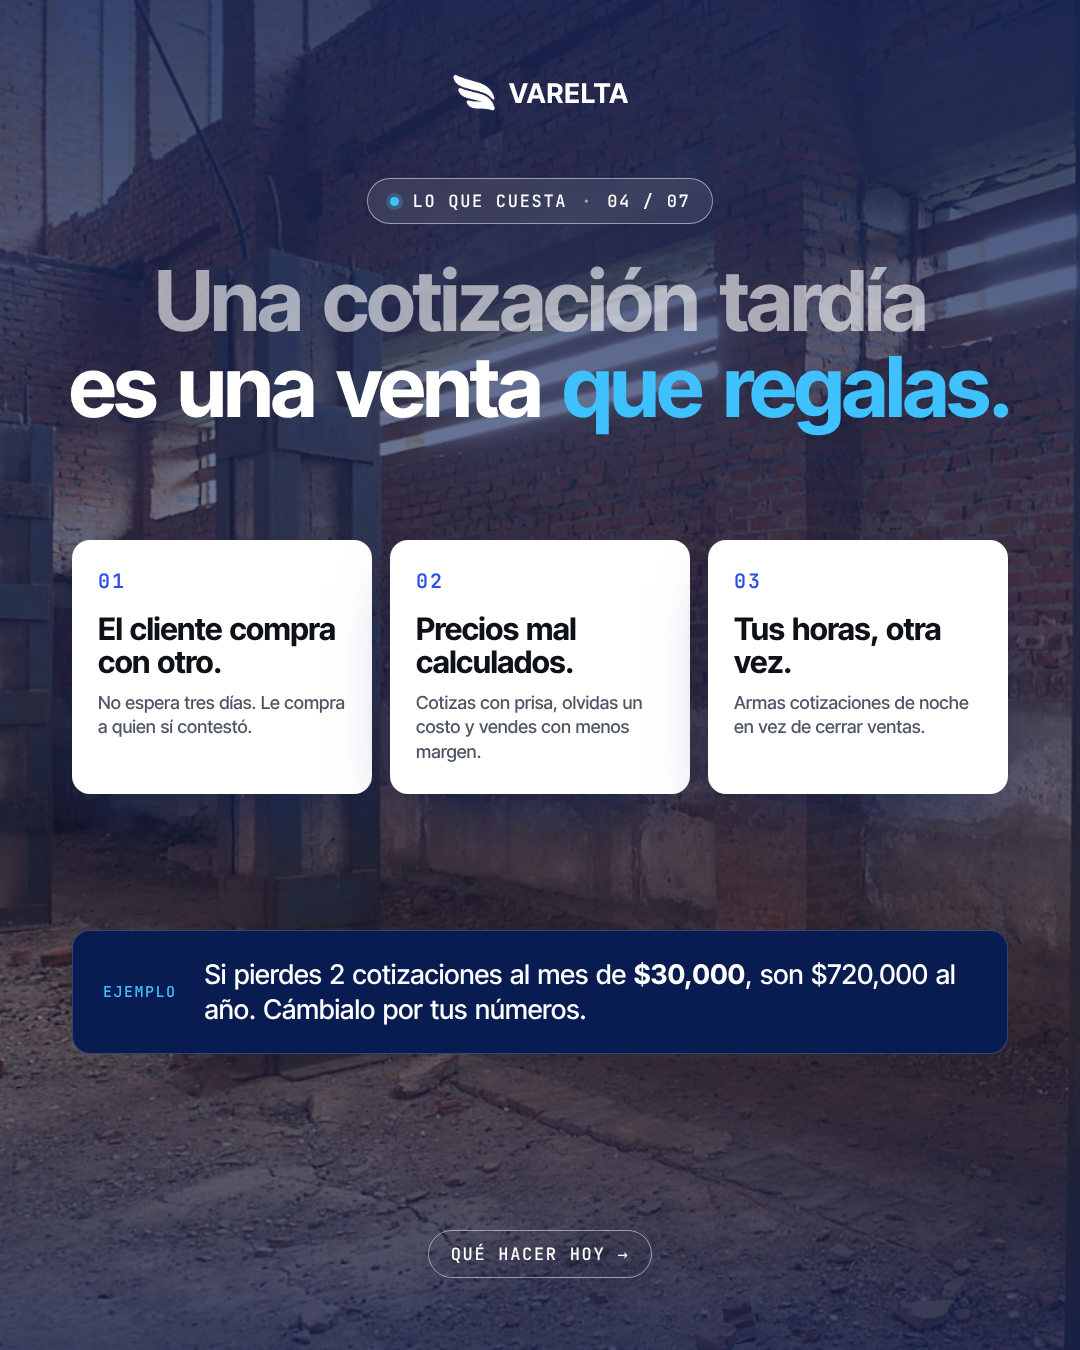 VARELTA
LO QUE CUESTA · 04 / 07
Una cotización tardía
es una venta que regalas.
01
El cliente compra
con otro.
No espera tres días. Le compra
a quien sí contestó.
02
Precios mal
calculados.
Cotizas con prisa, olvidas un
costo y vendes con menos
margen.
03
Tus horas, otra
vez.
Armas cotizaciones de noche
en vez de cerrar ventas.
EJEMPLO
Si pierdes 2 cotizaciones al mes de $30,000, son $720,000 al
año. Cámbialo por tus números.
QUÉ HACER HOY →